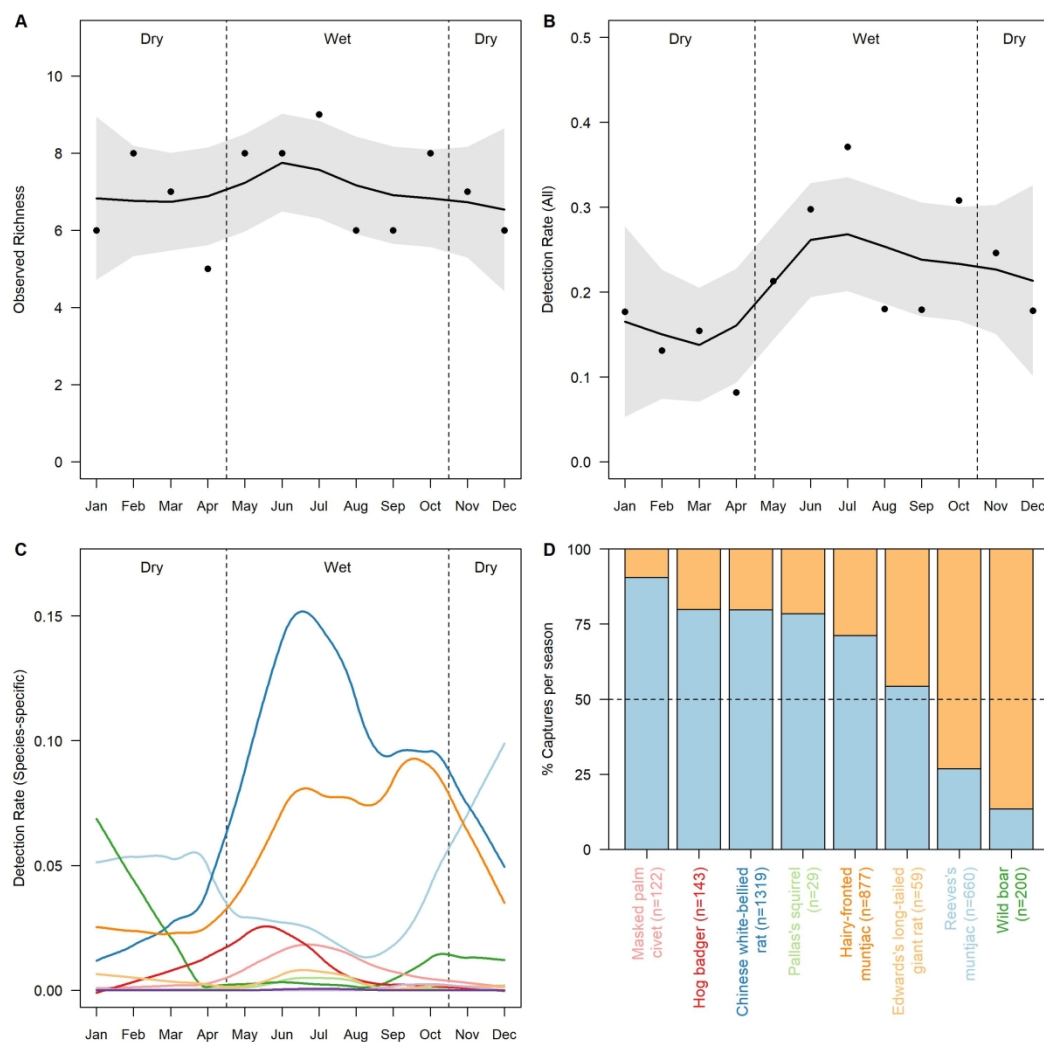 A
Dry
Wet
Dry
Observed Richness
10
8
6
4
2
0
Jan Feb Mar Apr May Jun Jul Aug Sep Oct Nov Dec
B
Dry
Wet
Dry
Detection Rate (All)
0.5
0.4
0.3
0.2
0.1
0.0
Jan Feb Mar Apr May Jun Jul Aug Sep Oct Nov Dec
C
Dry
Wet
Dry
Detection Rate (Species-specific)
0.15
0.10
0.05
0.00
Jan Feb Mar Apr May Jun Jul Aug Sep Oct Nov Dec
D
% Captures per season
100
75
50
25
0
Masked palm
civet (n=122)
Hog badger (n=143)
Chinese white-bellied
rat (n=1319)
Pallas's squirrel
(n=29)
Hairy-fronted
muntjac (n=877)
Edwards's long-tailed
giant rat (n=59)
Reeves's
muntjac (n=660)
Wild boar
(n=200)